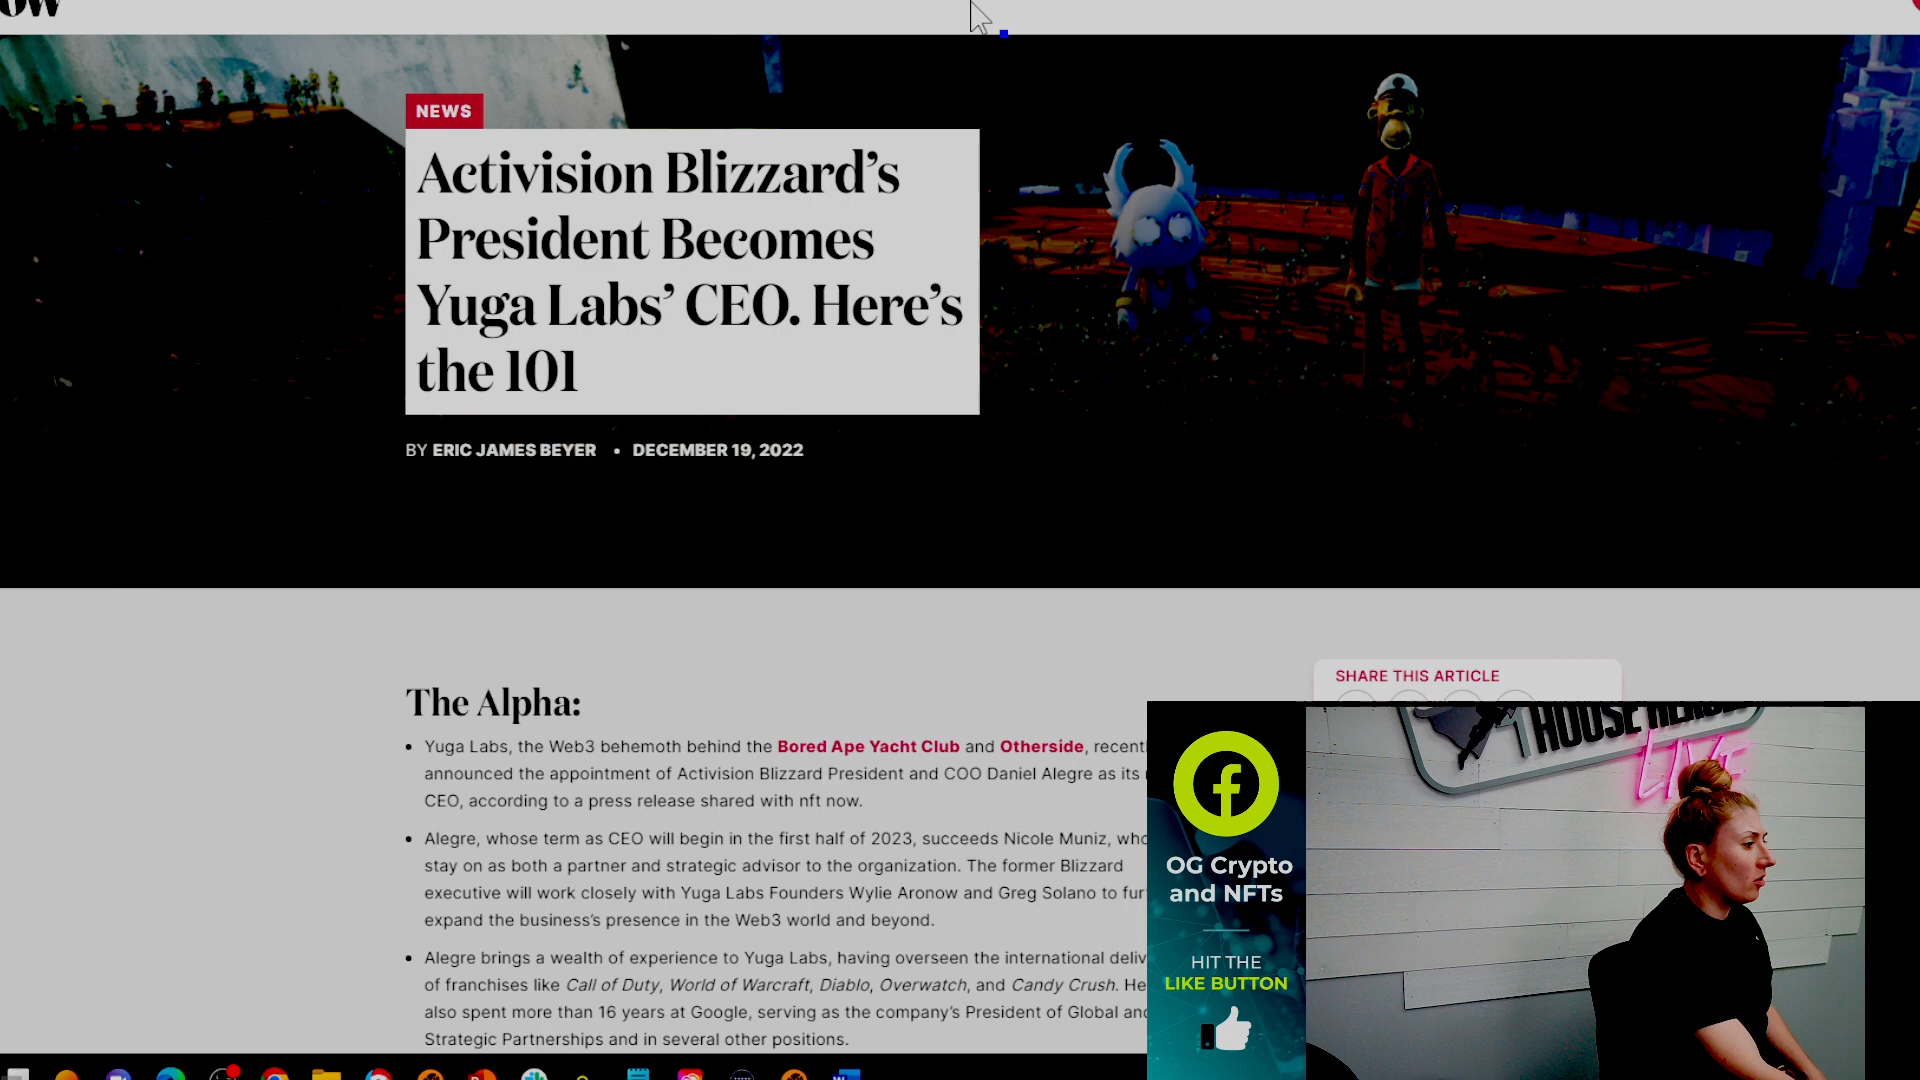 NEWS
Activision Blizzard’s
President Becomes
Yuga Labs’ CEO. Here’s
the 101
BY ERIC JAMES BEYER • DECEMBER 19, 2022
The Alpha:
SHARE THIS ARTICLE
• Yuga Labs, the Web3 behemoth behind the Bored Ape Yacht Club and Otherside,
announced the appointment of Activision Blizzard President and COO Daniel Alegre as its
CEO, according to a press release shared with nft now.
• Alegre, whose term as CEO will begin in the first half of 2023, succeeds Nicole Muniz,
stay on as both a partner and strategic advisor to the organization. The former Blizzard
executive will work closely with Yuga Labs Founders Wylie Aronow and Greg Solano to
expand the business’s presence in the Web3 world and beyond.
• Alegre brings a wealth of experience to Yuga Labs, having overseen the international
of franchises like Call of Duty, World of Warcraft, Diablo, Overwatch, and Candy Crush. He
also spent more than 16 years at Google, serving as the company’s President of Global
Strategic Partnerships and in several other positions.
OG Crypto
and NFTs
HIT THE
LIKE BUTTON
HOUSE
LIVE